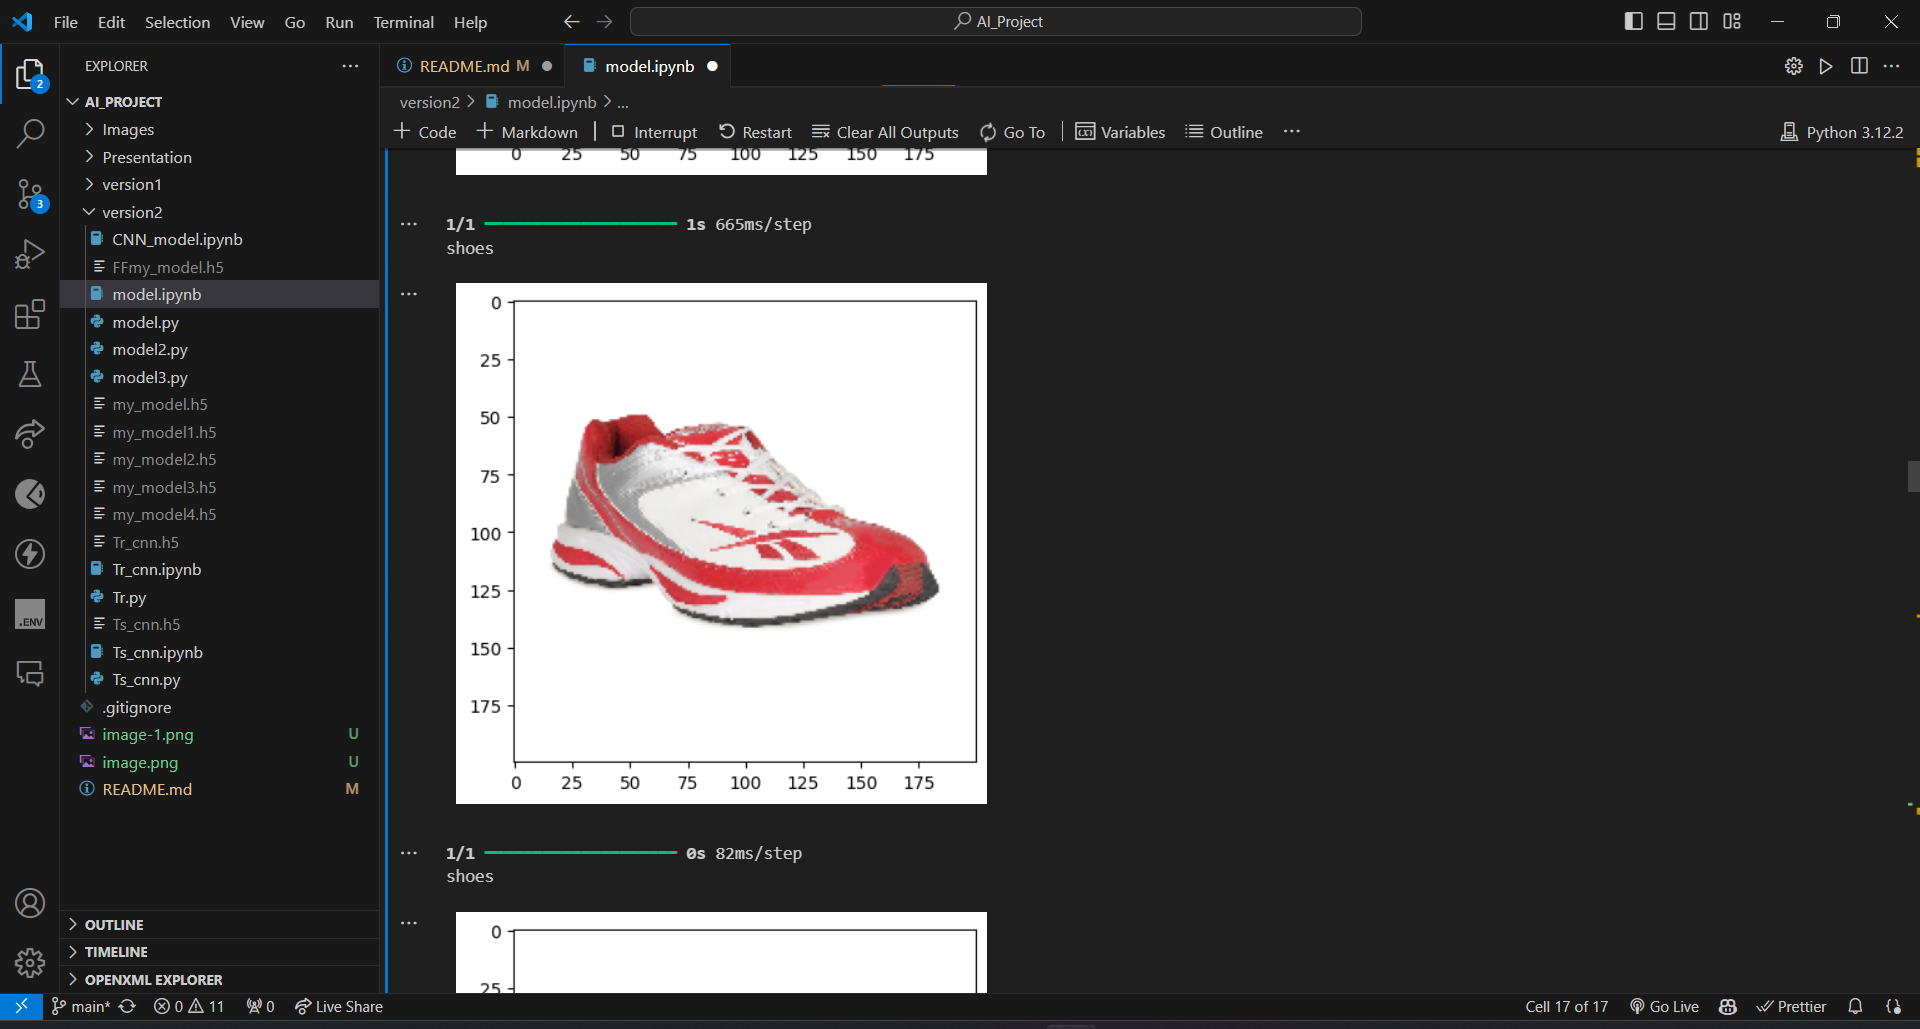 File Edit Selection View Go Run Terminal Help
AI_Project
EXPLORER
AI_PROJECT
Images
Presentation
version1
version2
CNN_model.ipynb
FFmy_model.h5
model.ipynb
model.py
model2.py
model3.py
my_model.h5
my_model1.h5
my_model2.h5
my_model3.h5
my_model4.h5
Tr_cnn.h5
Tr_cnn.ipynb
Tr.py
Ts_cnn.h5
Ts_cnn.ipynb
Ts_cnn.py
.gitignore
image-1.png U
image.png U
README.md M
OUTLINE
TIMELINE
OPENXML EXPLORER
2
3
.ENV
README.md M
model.ipynb
version2 > model.ipynb > ...
+ Code + Markdown | Interrupt Restart Clear All Outputs Go To | Variables Outline ...
Python 3.12.2
0 25 50 75 100 125 150 175
1/1 1s 665ms/step
shoes
0
25
50
75
100
125
150
175
0 25 50 75 100 125 150 175
1/1 0s 82ms/step
shoes
0
25
main* 0 11 0 Live Share
Cell 17 of 17 Go Live Prettier